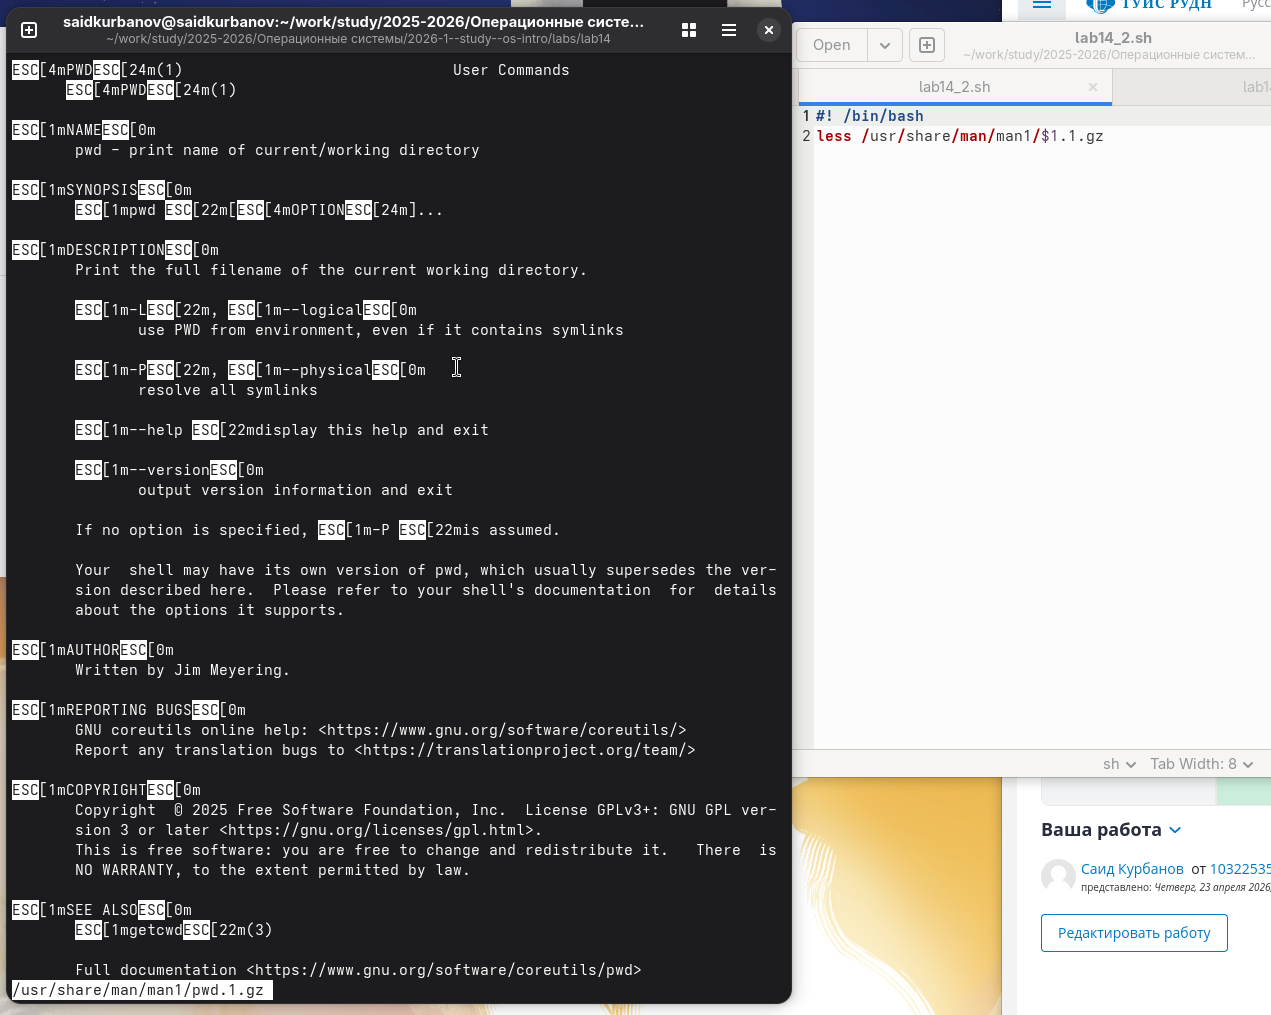 saidkurbanov@saidkurbanov:~/work/study/2025-2026/Операционные систе...
~/work/study/2025-2026/Операционные системы/2026-1--study--os-intro/labs/lab14
ESC[4mPWDESC[24m(1) User Commands
ESC[4mPWDESC[24m(1)
ESC[1mNAMEESC[0m
pwd - print name of current/working directory
ESC[1mSYNOPSISESC[0m
ESC[1mpwd ESC[22m[ESC[4mOPTIONESC[24m]...
ESC[1mDESCRIPTIONESC[0m
Print the full filename of the current working directory.
ESC[1m-LESC[22m, ESC[1m--logicalESC[0m
use PWD from environment, even if it contains symlinks
ESC[1m-PESC[22m, ESC[1m--physicalESC[0m
resolve all symlinks
ESC[1m--help ESC[22mdisplay this help and exit
ESC[1m--versionESC[0m
output version information and exit
If no option is specified, ESC[1m-P ESC[22mis assumed.
Your  shell may have its own version of pwd, which usually supersedes the ver-
sion described here.  Please refer to your shell's documentation  for  details
about the options it supports.
ESC[1mAUTHORESC[0m
Written by Jim Meyering.
ESC[1mREPORTING BUGSESC[0m
GNU coreutils online help: <https://www.gnu.org/software/coreutils/>
Report any translation bugs to <https://translationproject.org/team/>
ESC[1mCOPYRIGHTESC[0m
Copyright  © 2025 Free Software Foundation, Inc.  License GPLv3+: GNU GPL ver-
sion 3 or later <https://gnu.org/licenses/gpl.html>.
This is free software: you are free to change and redistribute it.   There  is
NO WARRANTY, to the extent permitted by law.
ESC[1mSEE ALSOESC[0m
ESC[1mgetcwdESC[22m(3)
Full documentation <https://www.gnu.org/software/coreutils/pwd>
/usr/share/man/man1/pwd.1.gz
ТУИС РУДН
Русс
Open
lab14_2.sh
~/work/study/2025-2026/Операционные систем...
lab14_2.sh
lab1
1 #! /bin/bash
2 less /usr/share/man/man1/$1.1.gz
sh Tab Width: 8
Ваша работа
Саид Курбанов от 10322535
представлено: Четверг, 23 апреля 2026,
Редактировать работу